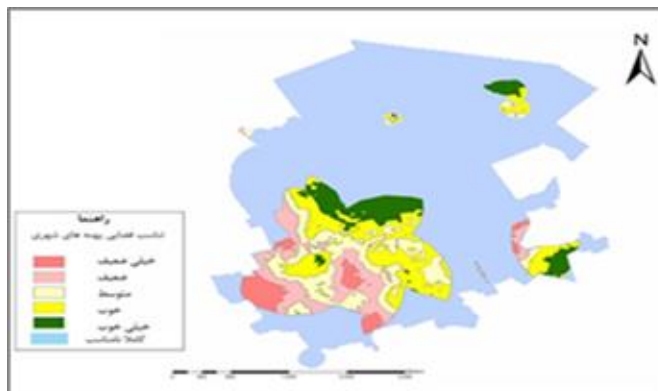 N
راهنما
تناسب فضایی پهنه های شهری
خیلی ضعیف
ضعیف
متوسط
خوب
خیلی خوب
کاملا نامناسب